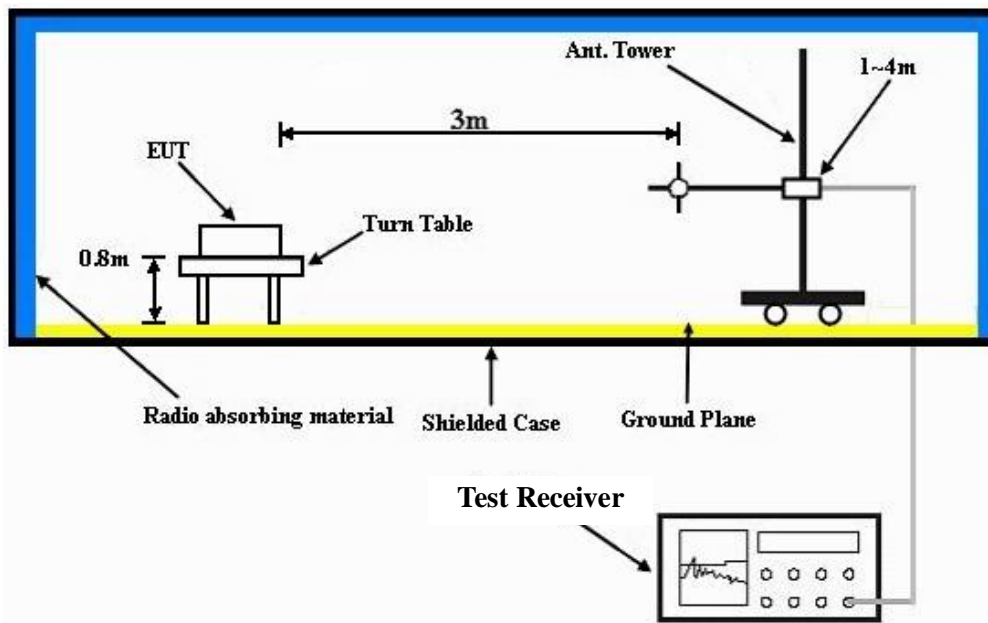 Ant. Tower
1~4m
3m
EUT
Turn Table
0.8m
Radio absorbing material
Shielded Case
Ground Plane
Test Receiver